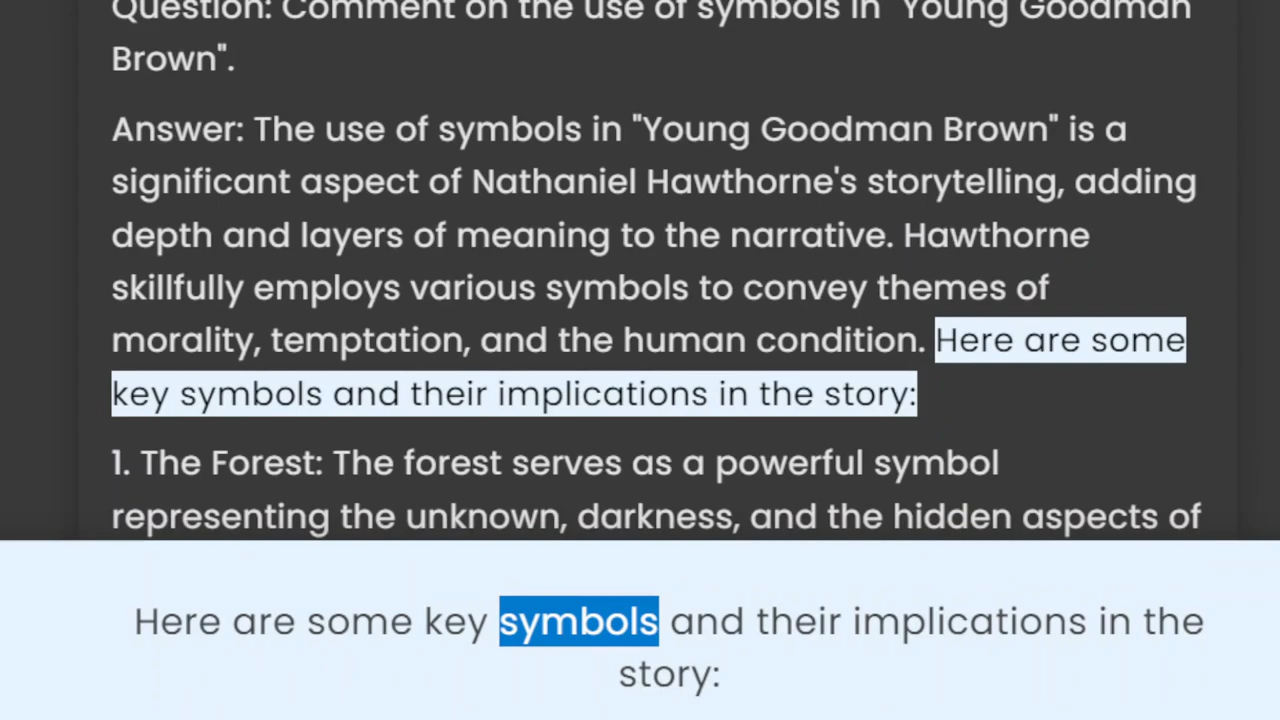 Question: Comment on the use of symbols in "Young Goodman
Brown".
Answer: The use of symbols in "Young Goodman Brown" is a
significant aspect of Nathaniel Hawthorne's storytelling, adding
depth and layers of meaning to the narrative. Hawthorne
skillfully employs various symbols to convey themes of
morality, temptation, and the human condition. Here are some
key symbols and their implications in the story:
1. The Forest: The forest serves as a powerful symbol
representing the unknown, darkness, and the hidden aspects of
Here are some key symbols and their implications in the
story: